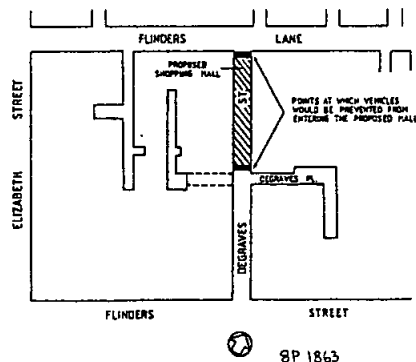 FLINDERS LANE
PROPOSED
SHOPPING MALL
ST.
POINTS AT WHICH VEHICLES
WOULD BE PREVENTED FROM
ENTERING THE PROPOSED MALL
STREET
ELIZABETH
DEGRAVES PL.
DEGRAVES
FLINDERS STREET
BP 1863